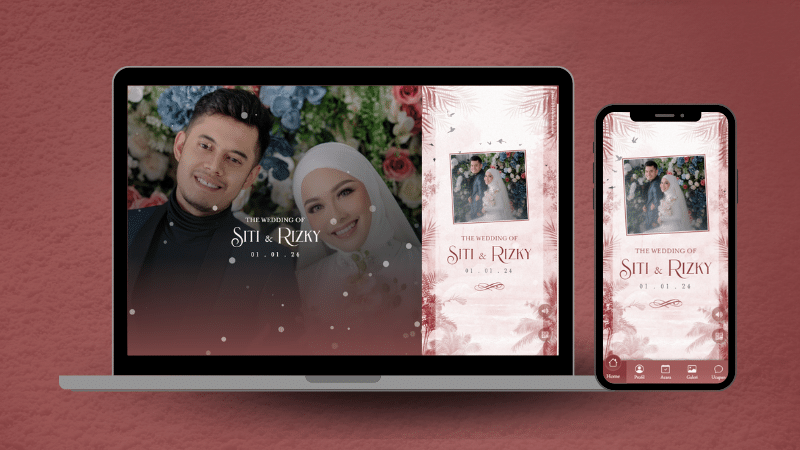 THE WEDDING OF
SITI & RIZKY
01 . 01 . 24
THE WEDDING OF
SITI & RIZKY
01 . 01 . 24
THE WEDDING OF
SITI & RIZKY
01 . 01 . 24
Home
Profil
Acara
Galeri
Ucapan